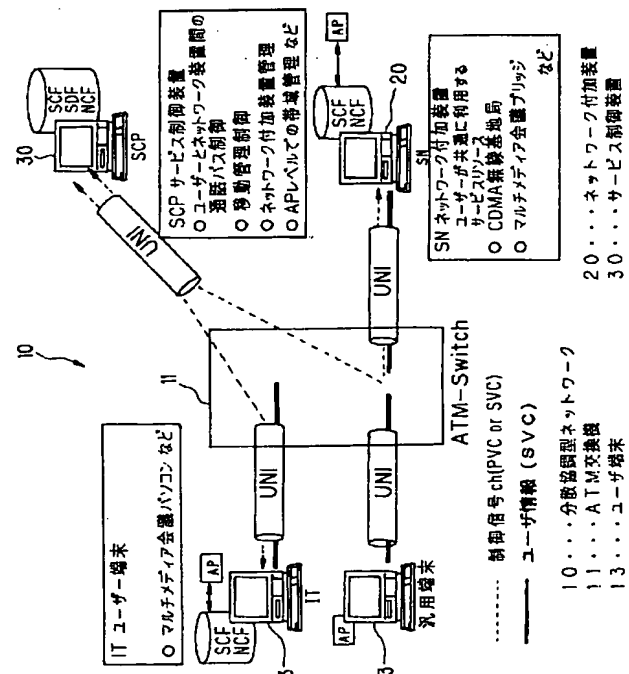 10
IT ユーザー端末
○ マルチメディア会議パソコンなど
SCF
NCF
AP
IT
AP
汎用端末
3
UNI
UNI
11
ATM-Switch
UNI
UNI
30
SCF
SDF
NCF
SCP
SCP サービス制御装置
○ ユーザーとネットワーク装置間の
通話パス制御
○ 移動管理制御
○ ネットワーク付加装置管理
○ APレベルでの帯域管理 など
SCF
NCF
AP
20
SN
SN ネットワーク付加装置
ユーザーが共通に利用する
サービスリソース
○ CDMA無線基地局
○ マルチメディア会議ブリッジ
など
制御信号ch(PVC or SVC)
ユーザ情報 (SVC)
10・・・分散協調型ネットワーク
11・・・ATM交換機
13・・・ユーザ端末
20・・・ネットワーク付加装置
30・・・サービス制御装置